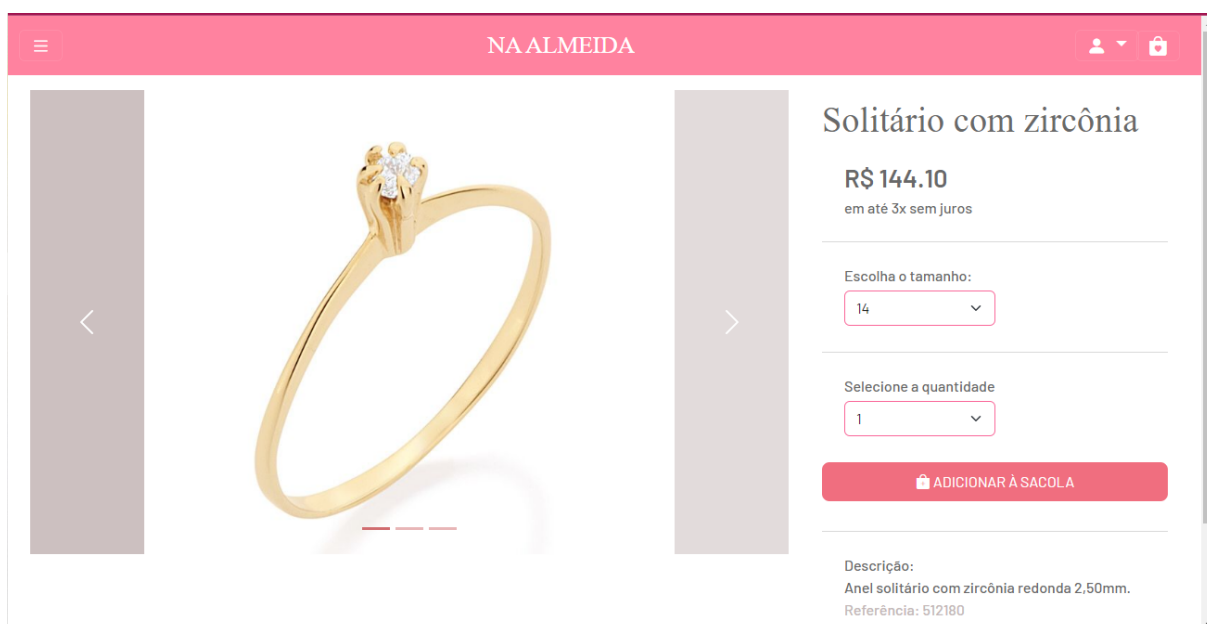 NA ALMEIDA
Solitário com zircônia
R$ 144.10
em até 3x sem juros
Escolha o tamanho:
14
Selecione a quantidade
1
ADICIONAR À SACOLA
Descrição:
Anel solitário com zircônia redonda 2,50mm.
Referência: 512180